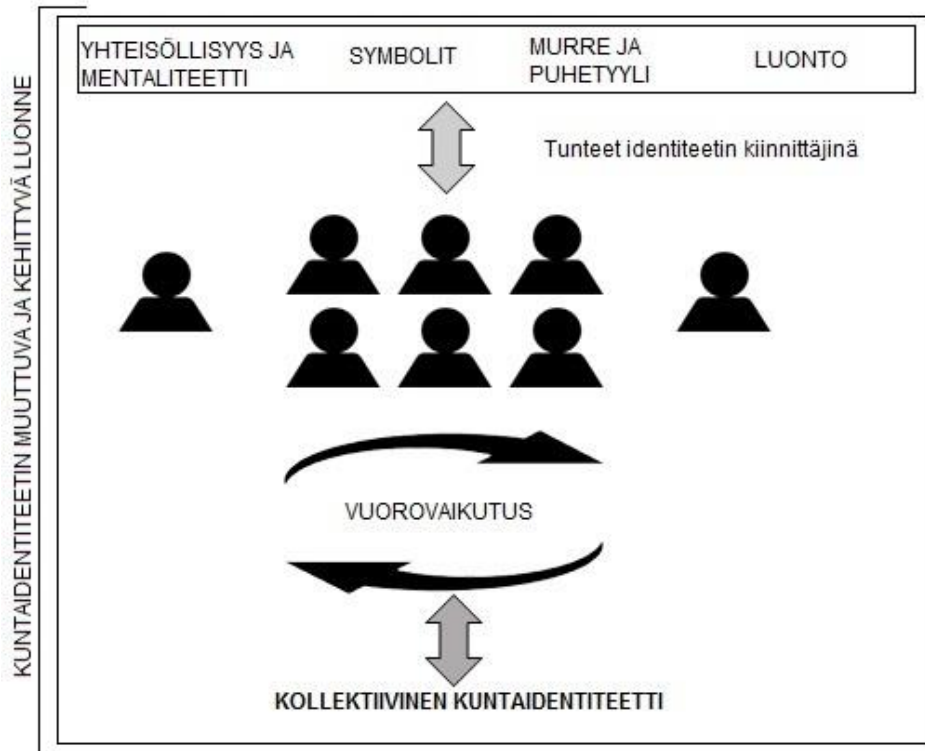 KUNTAIDENTITEETIN MUUTTUVA JA KEHITTYVÄ LUONNE
YHTEISÖLLISYYS JA
MENTALITEETTI
SYMBOLIT
MURRE JA
PUHETYYLI
LUONTO
Tunteet identiteetin kiinnittäjinä
VUOROVAIKUTUS
KOLLEKTIIVINEN KUNTAIDENTITEETTI